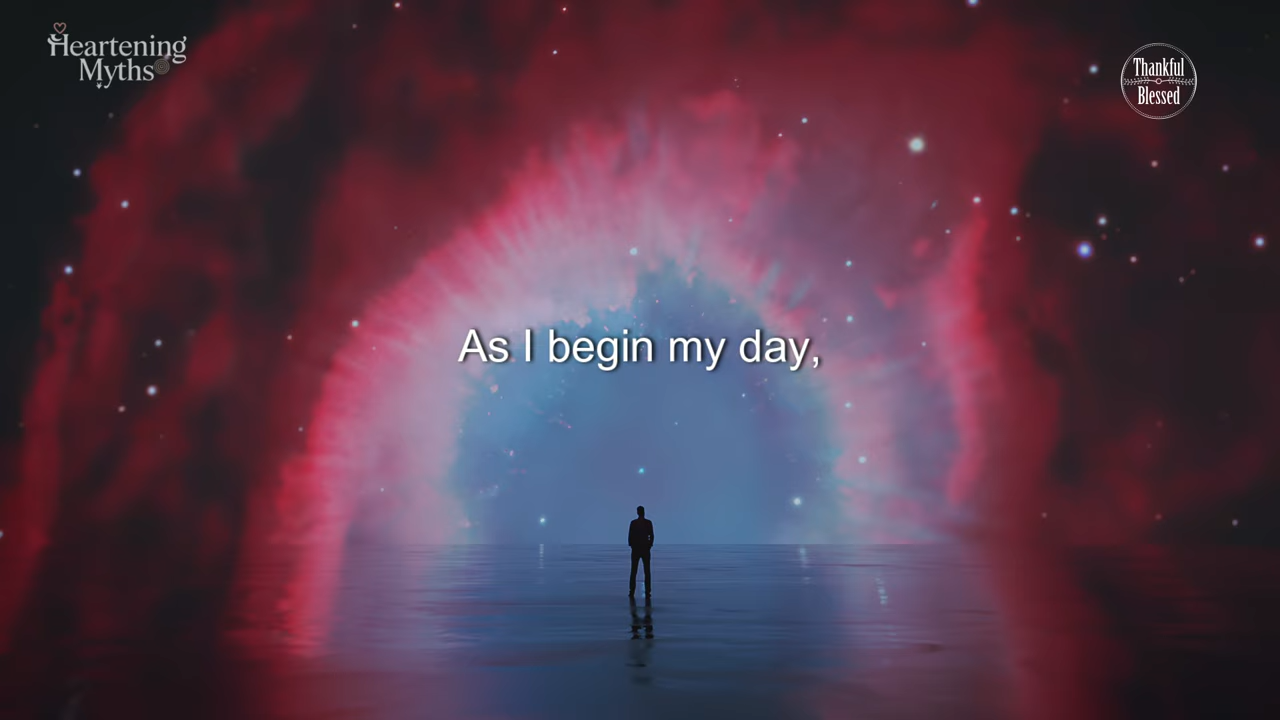 Heartening
Myths
Thankful
Blessed
As I begin my day,